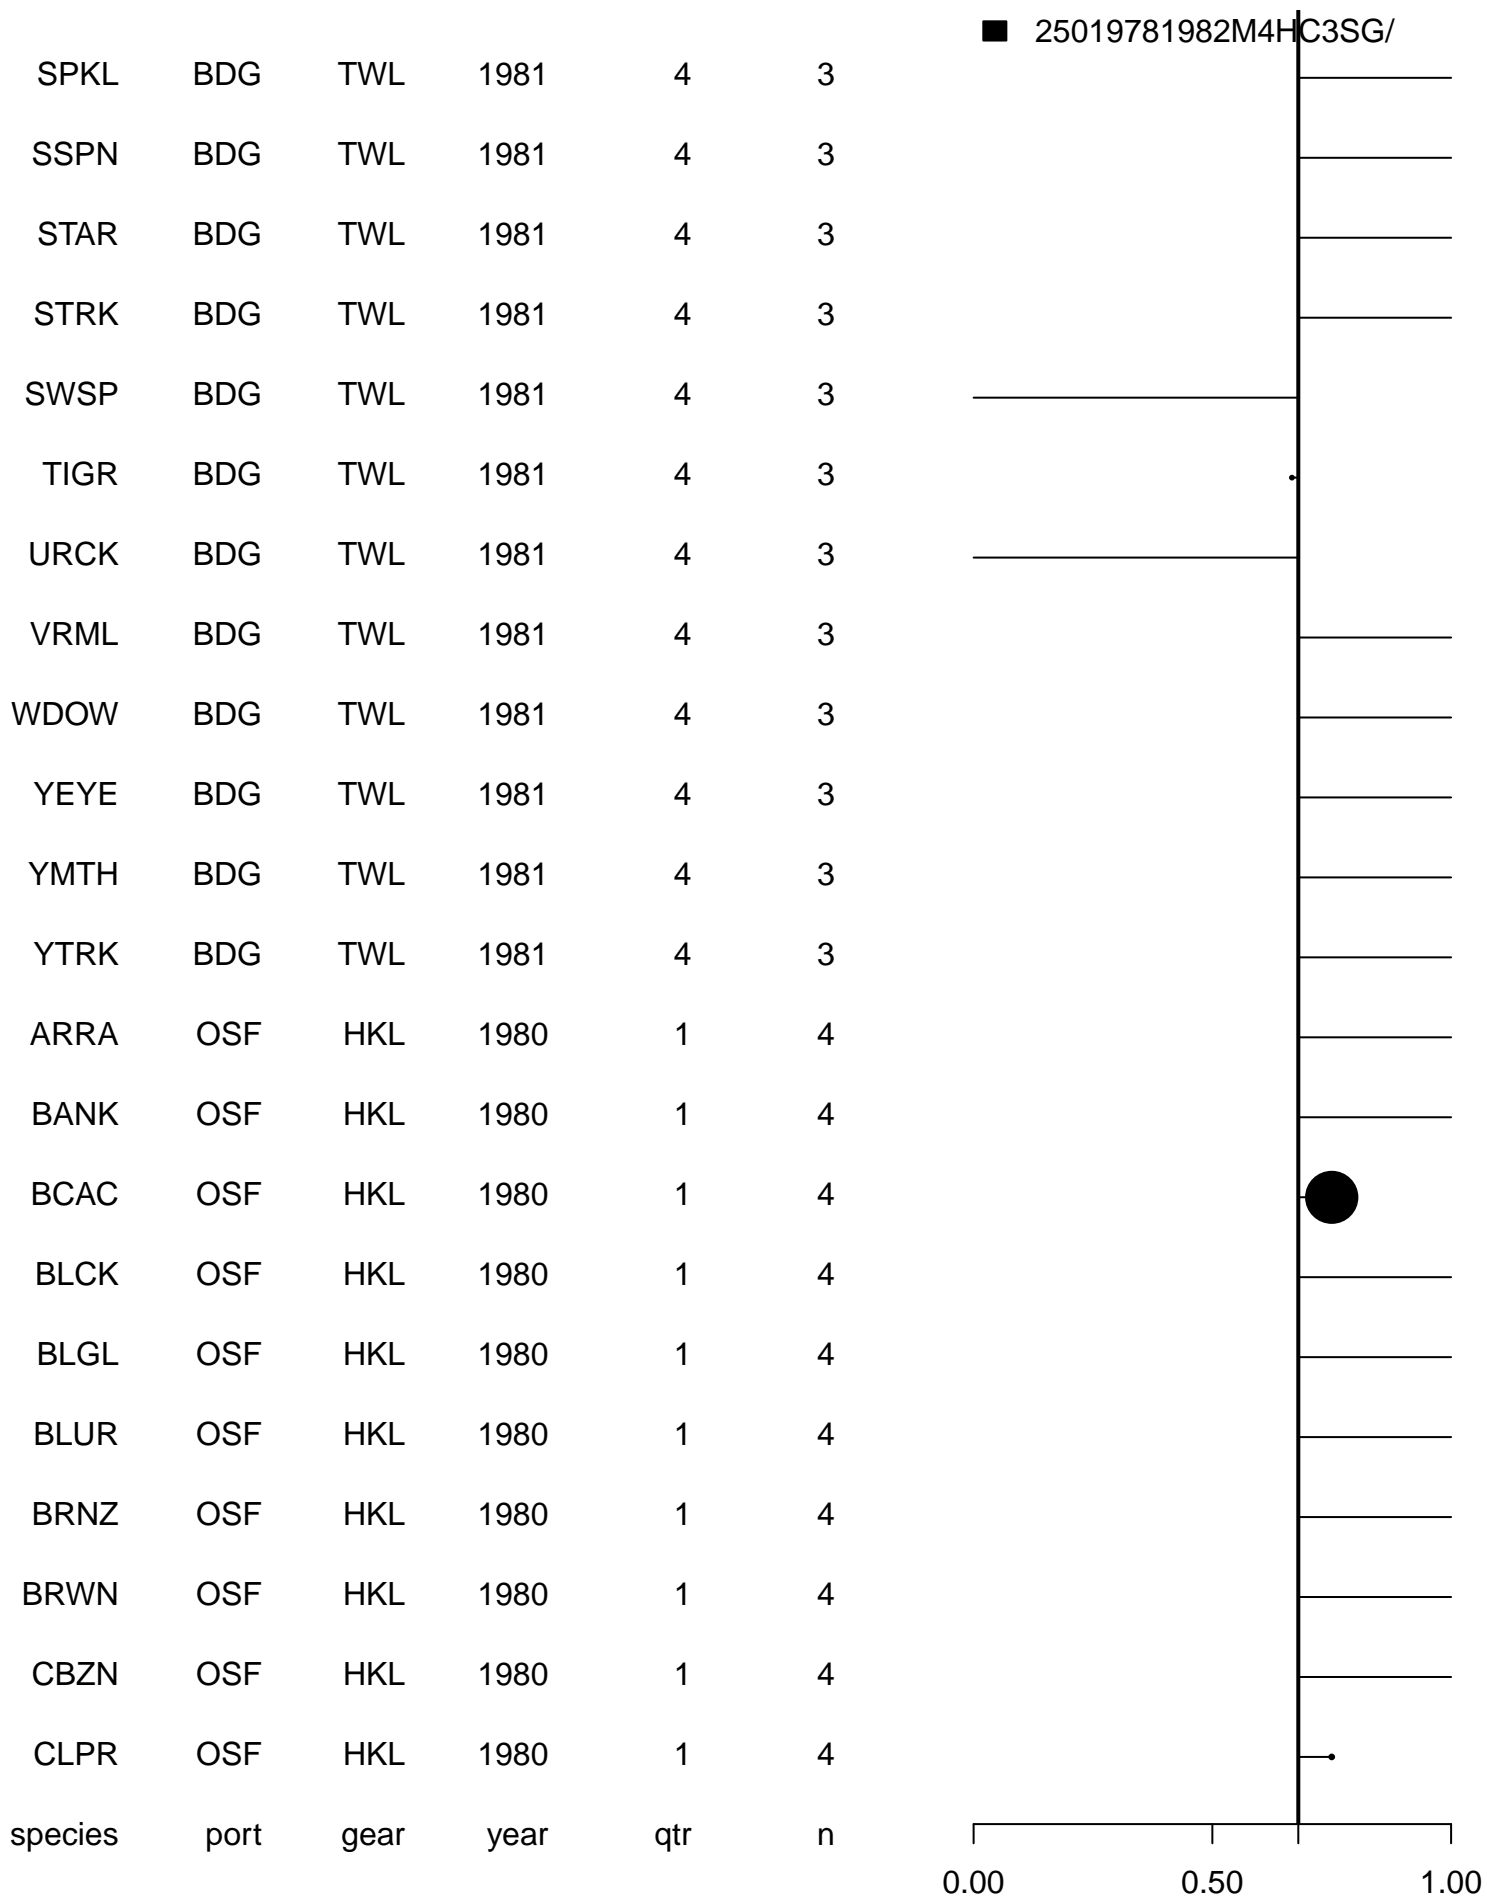 25019781982M4HC3SG/
SPKL BDG TWL 1981 4 3
SSPN BDG TWL 1981 4 3
STAR BDG TWL 1981 4 3
STRK BDG TWL 1981 4 3
SWSP BDG TWL 1981 4 3
TIGR BDG TWL 1981 4 3
URCK BDG TWL 1981 4 3
VRML BDG TWL 1981 4 3
WDOW BDG TWL 1981 4 3
YEYE BDG TWL 1981 4 3
YMTH BDG TWL 1981 4 3
YTRK BDG TWL 1981 4 3
ARRA OSF HKL 1980 1 4
BANK OSF HKL 1980 1 4
BCAC OSF HKL 1980 1 4
BLCK OSF HKL 1980 1 4
BLGL OSF HKL 1980 1 4
BLUR OSF HKL 1980 1 4
BRNZ OSF HKL 1980 1 4
BRWN OSF HKL 1980 1 4
CBZN OSF HKL 1980 1 4
CLPR OSF HKL 1980 1 4
species port gear year qtr n
0.00 0.50 1.00